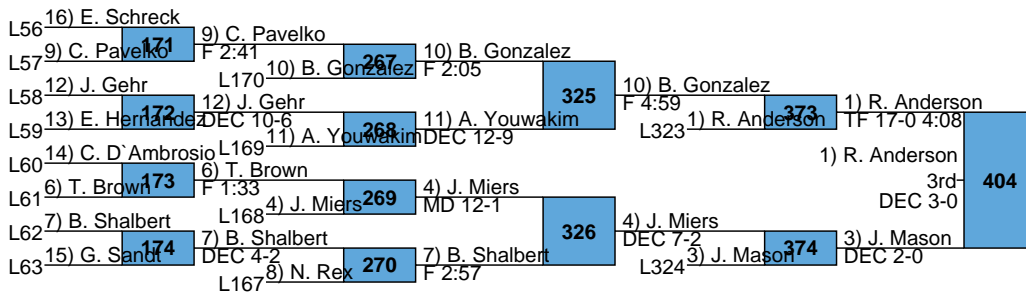 L56 16) E. Schreck
171
L57 9) C. Pavelko
9) C. Pavelko
F 2:41
267
L170 10) B. Gonzalez
10) B. Gonzalez
F 2:05
L58 12) J. Gehr
172
L59 13) E. Hernandez
12) J. Gehr
DEC 10-6
268
L169 11) A. Youwakim
11) A. Youwakim
DEC 12-9
325
10) B. Gonzalez
F 4:59
373
L323 1) R. Anderson
1) R. Anderson
TF 17-0 4:08
L60 14) C. D`Ambrosio
173
L61 6) T. Brown
6) T. Brown
F 1:33
269
L168 4) J. Miers
4) J. Miers
MD 12-1
L62 7) B. Shalbert
174
L63 15) G. Sandt
7) B. Shalbert
DEC 4-2
270
L167 8) N. Rex
7) B. Shalbert
F 2:57
326
4) J. Miers
DEC 7-2
374
L324 3) J. Mason
3) J. Mason
DEC 2-0
404
1) R. Anderson
3rd
DEC 3-0